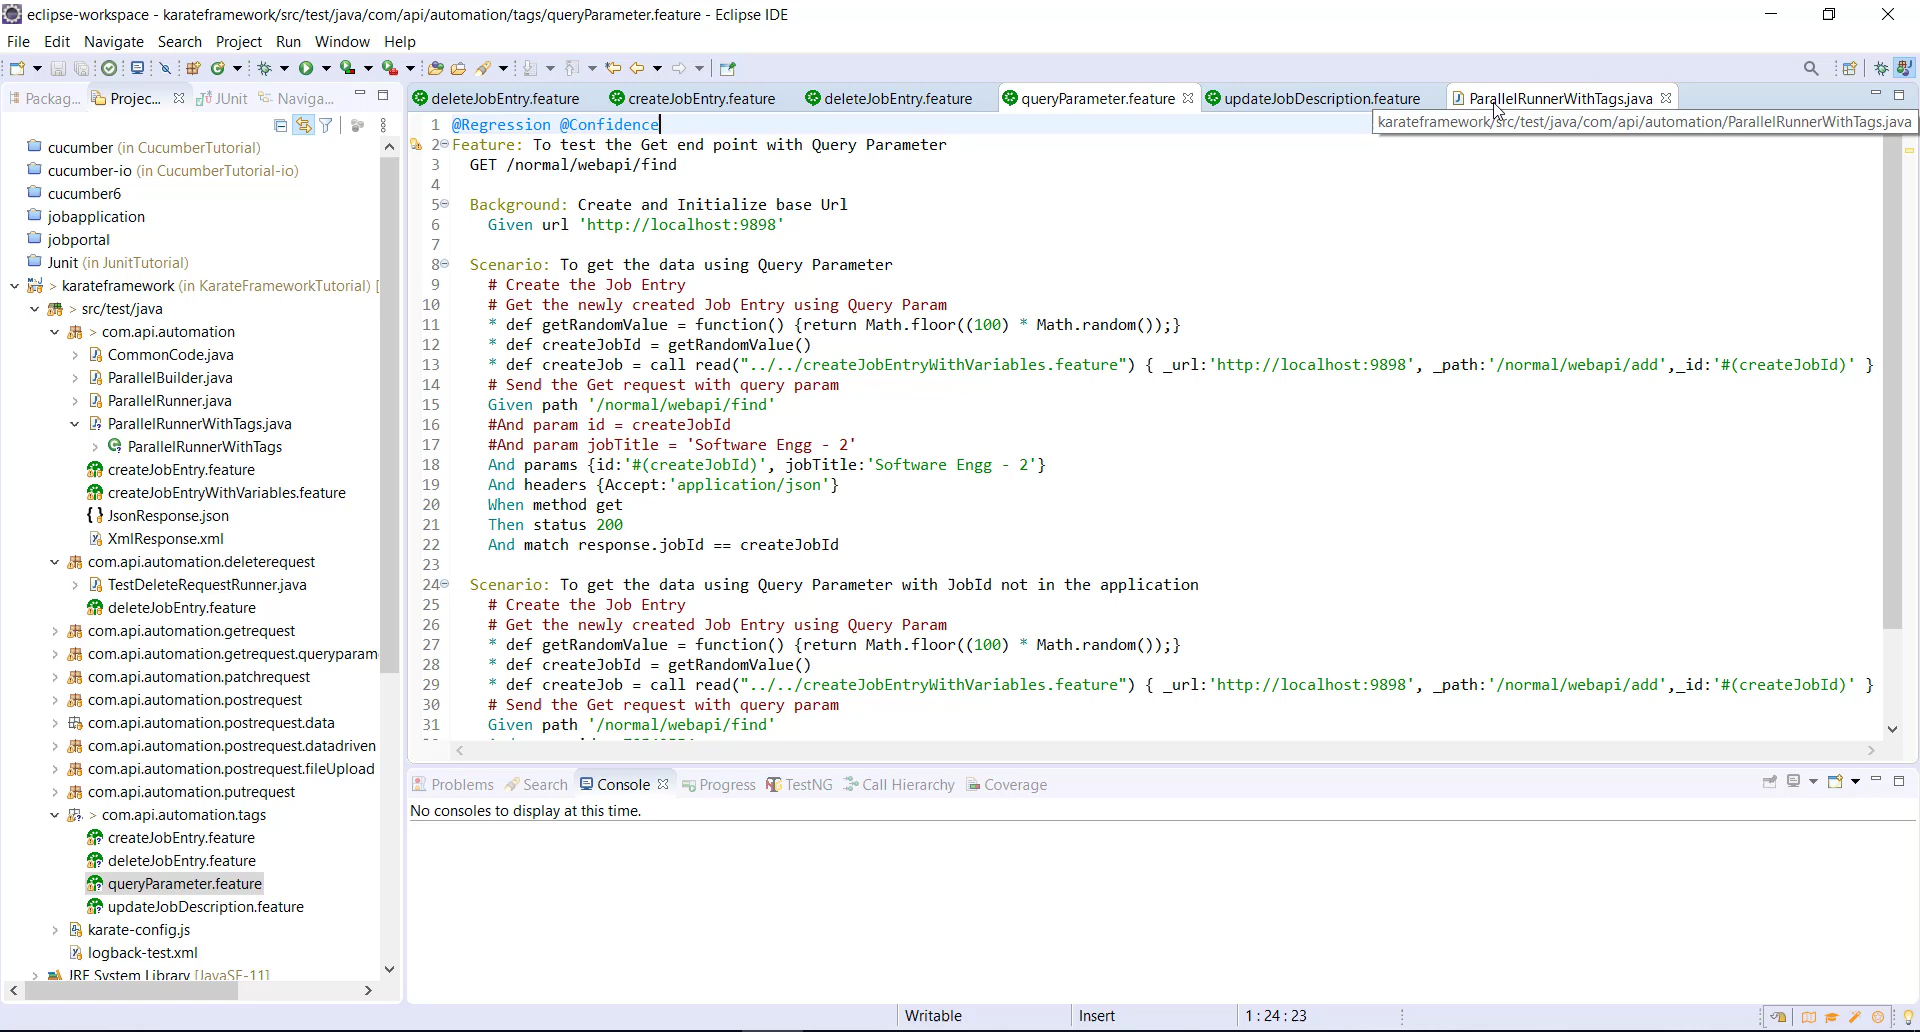 eclipse-workspace - karateframework/src/test/java/com/api/automation/tags/queryParameter.feature - Eclipse IDE
File Edit Navigate Search Project Run Window Help
Packag... Projec... JUnit Naviga...
deleteJobEntry.feature createJobEntry.feature deleteJobEntry.feature queryParameter.feature updateJobDescription.feature ParallelRunnerWithTags.java
karateframework/src/test/java/com/api/automation/ParallelRunnerWithTags.java
cucumber (in CucumberTutorial)
cucumber-io (in CucumberTutorial-io)
cucumber6
jobapplication
jobportal
Junit (in JunitTutorial)
> karateframework (in KarateFrameworkTutorial) [
> src/test/java
> com.api.automation
CommonCode.java
ParallelBuilder.java
ParallelRunner.java
ParallelRunnerWithTags.java
ParallelRunnerWithTags
createJobEntry.feature
createJobEntryWithVariables.feature
JsonResponse.json
XmlResponse.xml
com.api.automation.deleterequest
TestDeleteRequestRunner.java
deleteJobEntry.feature
com.api.automation.getrequest
com.api.automation.getrequest.queryparam
com.api.automation.patchrequest
com.api.automation.postrequest
com.api.automation.postrequest.data
com.api.automation.postrequest.datadriven
com.api.automation.postrequest.fileUpload
com.api.automation.putrequest
> com.api.automation.tags
createJobEntry.feature
deleteJobEntry.feature
queryParameter.feature
updateJobDescription.feature
karate-config.js
logback-test.xml
JRE System Library [JavaSE-11]
1 @Regression @Confidence
2 Feature: To test the Get end point with Query Parameter
3 GET /normal/webapi/find
4
5 Background: Create and Initialize base Url
6 Given url 'http://localhost:9898'
7
8 Scenario: To get the data using Query Parameter
9 # Create the Job Entry
10 # Get the newly created Job Entry using Query Param
11 * def getRandomValue = function() {return Math.floor((100) * Math.random());}
12 * def createJobId = getRandomValue()
13 * def createJob = call read("../../createJobEntryWithVariables.feature") { _url:'http://localhost:9898', _path:'/normal/webapi/add',_id:'#(createJobId)' }
14 # Send the Get request with query param
15 Given path '/normal/webapi/find'
16 #And param id = createJobId
17 #And param jobTitle = 'Software Engg - 2'
18 And params {id:'#(createJobId)', jobTitle:'Software Engg - 2'}
19 And headers {Accept:'application/json'}
20 When method get
21 Then status 200
22 And match response.jobId == createJobId
23
24 Scenario: To get the data using Query Parameter with JobId not in the application
25 # Create the Job Entry
26 # Get the newly created Job Entry using Query Param
27 * def getRandomValue = function() {return Math.floor((100) * Math.random());}
28 * def createJobId = getRandomValue()
29 * def createJob = call read("../../createJobEntryWithVariables.feature") { _url:'http://localhost:9898', _path:'/normal/webapi/add',_id:'#(createJobId)' }
30 # Send the Get request with query param
31 Given path '/normal/webapi/find'
Problems Search Console Progress TestNG Call Hierarchy Coverage
No consoles to display at this time.
Writable Insert 1 : 24 : 23